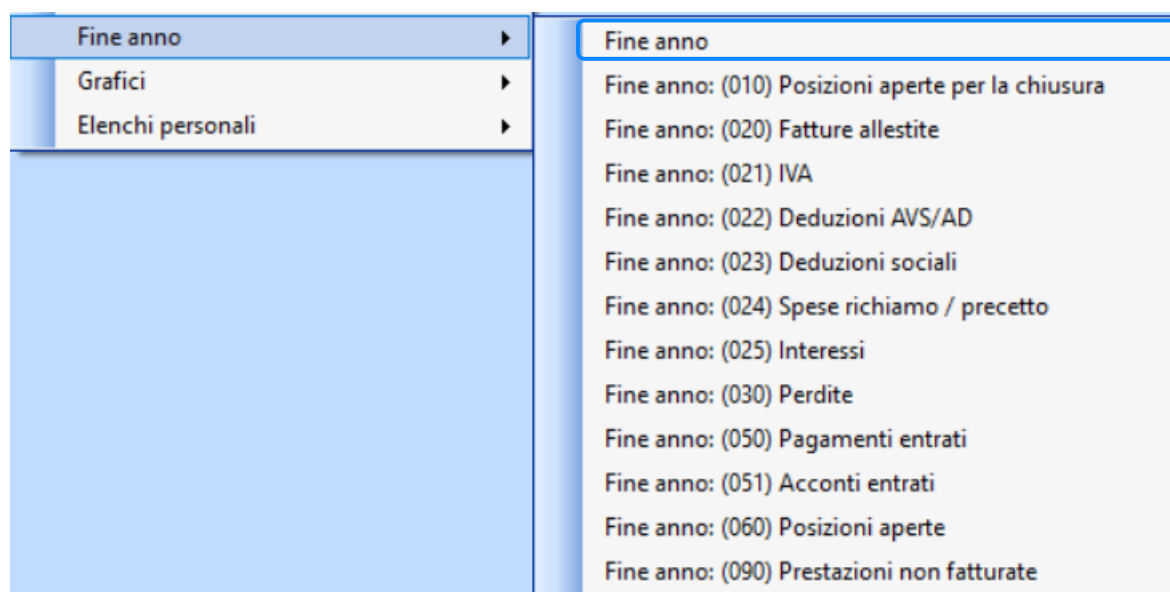 Fine anno
Grafici
Elenchi personali
Fine anno
Fine anno: (010) Posizioni aperte per la chiusura
Fine anno: (020) Fatture allestite
Fine anno: (021) IVA
Fine anno: (022) Deduzioni AVS/AD
Fine anno: (023) Deduzioni sociali
Fine anno: (024) Spese richiamo / precetto
Fine anno: (025) Interessi
Fine anno: (030) Perdite
Fine anno: (050) Pagamenti entrati
Fine anno: (051) Acconti entrati
Fine anno: (060) Posizioni aperte
Fine anno: (090) Prestazioni non fatturate